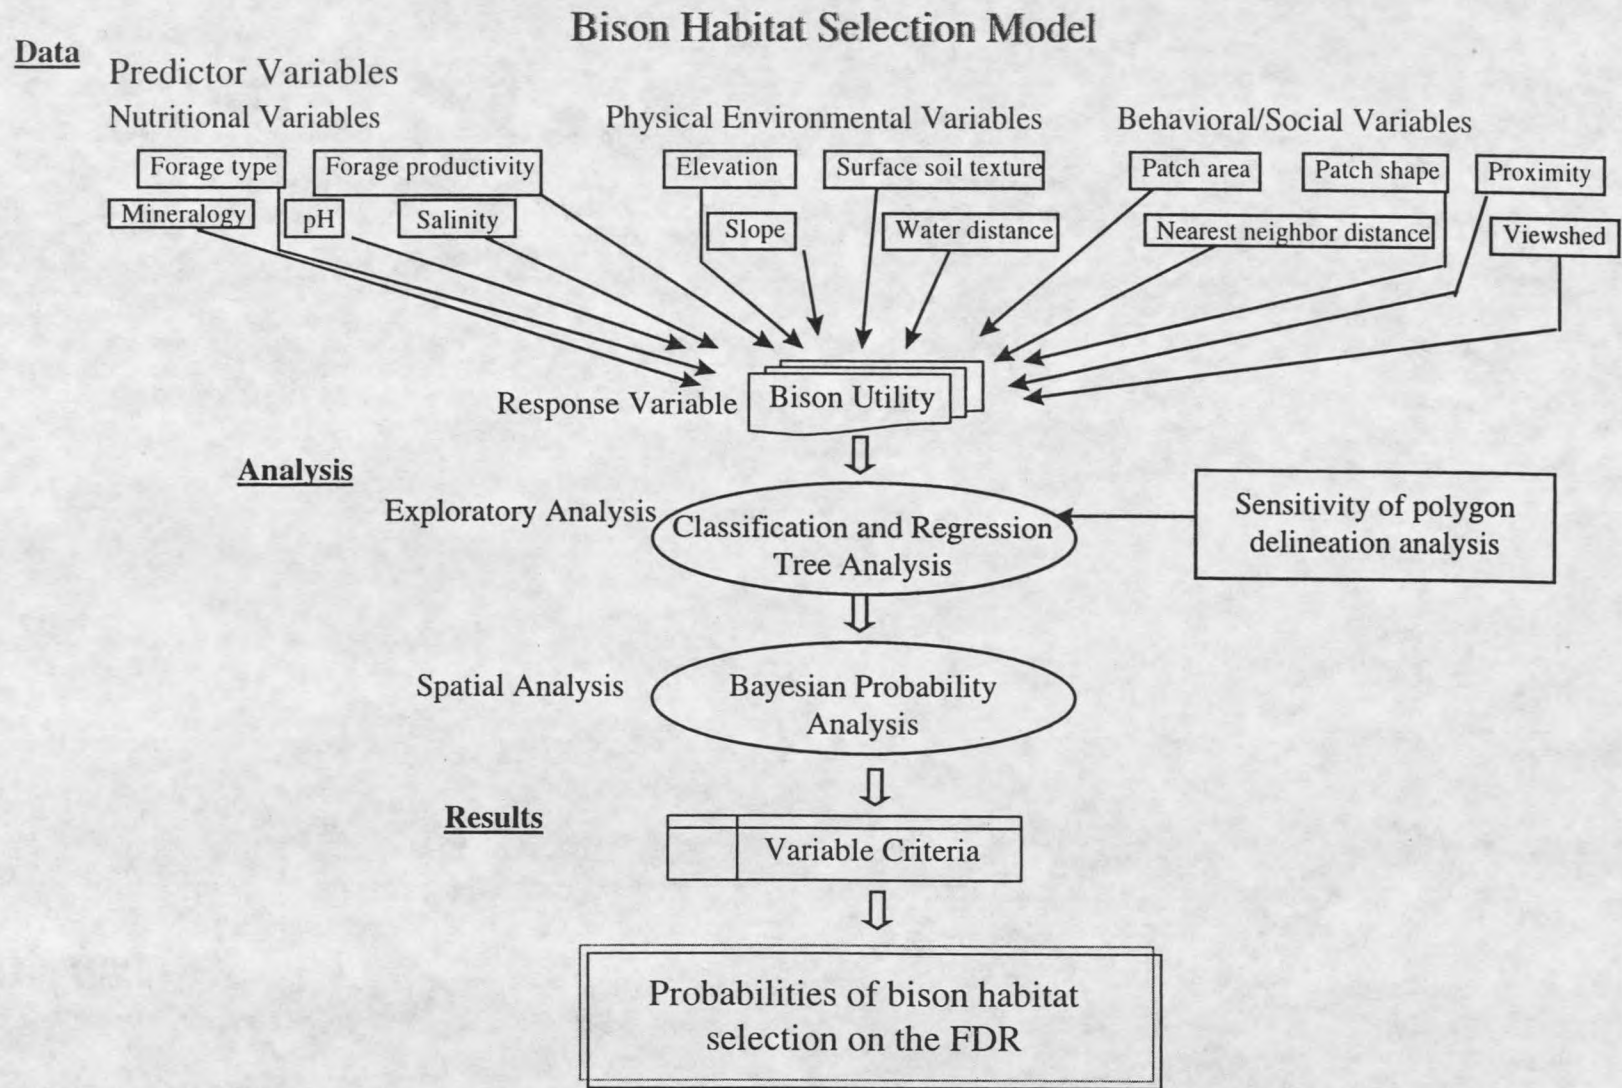 Bison Habitat Selection Model
Data
Predictor Variables
Nutritional Variables
Physical Environmental Variables
Behavioral/Social Variables
Forage type
Forage productivity
Elevation
Surface soil texture
Patch area
Patch shape
Proximity
Mineralogy
pH
Salinity
Slope
Water distance
Nearest neighbor distance
Viewshed
Response Variable
Bison Utility
Analysis
Exploratory Analysis
Classification and Regression
Tree Analysis
Sensitivity of polygon
delineation analysis
Spatial Analysis
Bayesian Probability
Analysis
Results
Variable Criteria
Probabilities of bison habitat
selection on the FDR